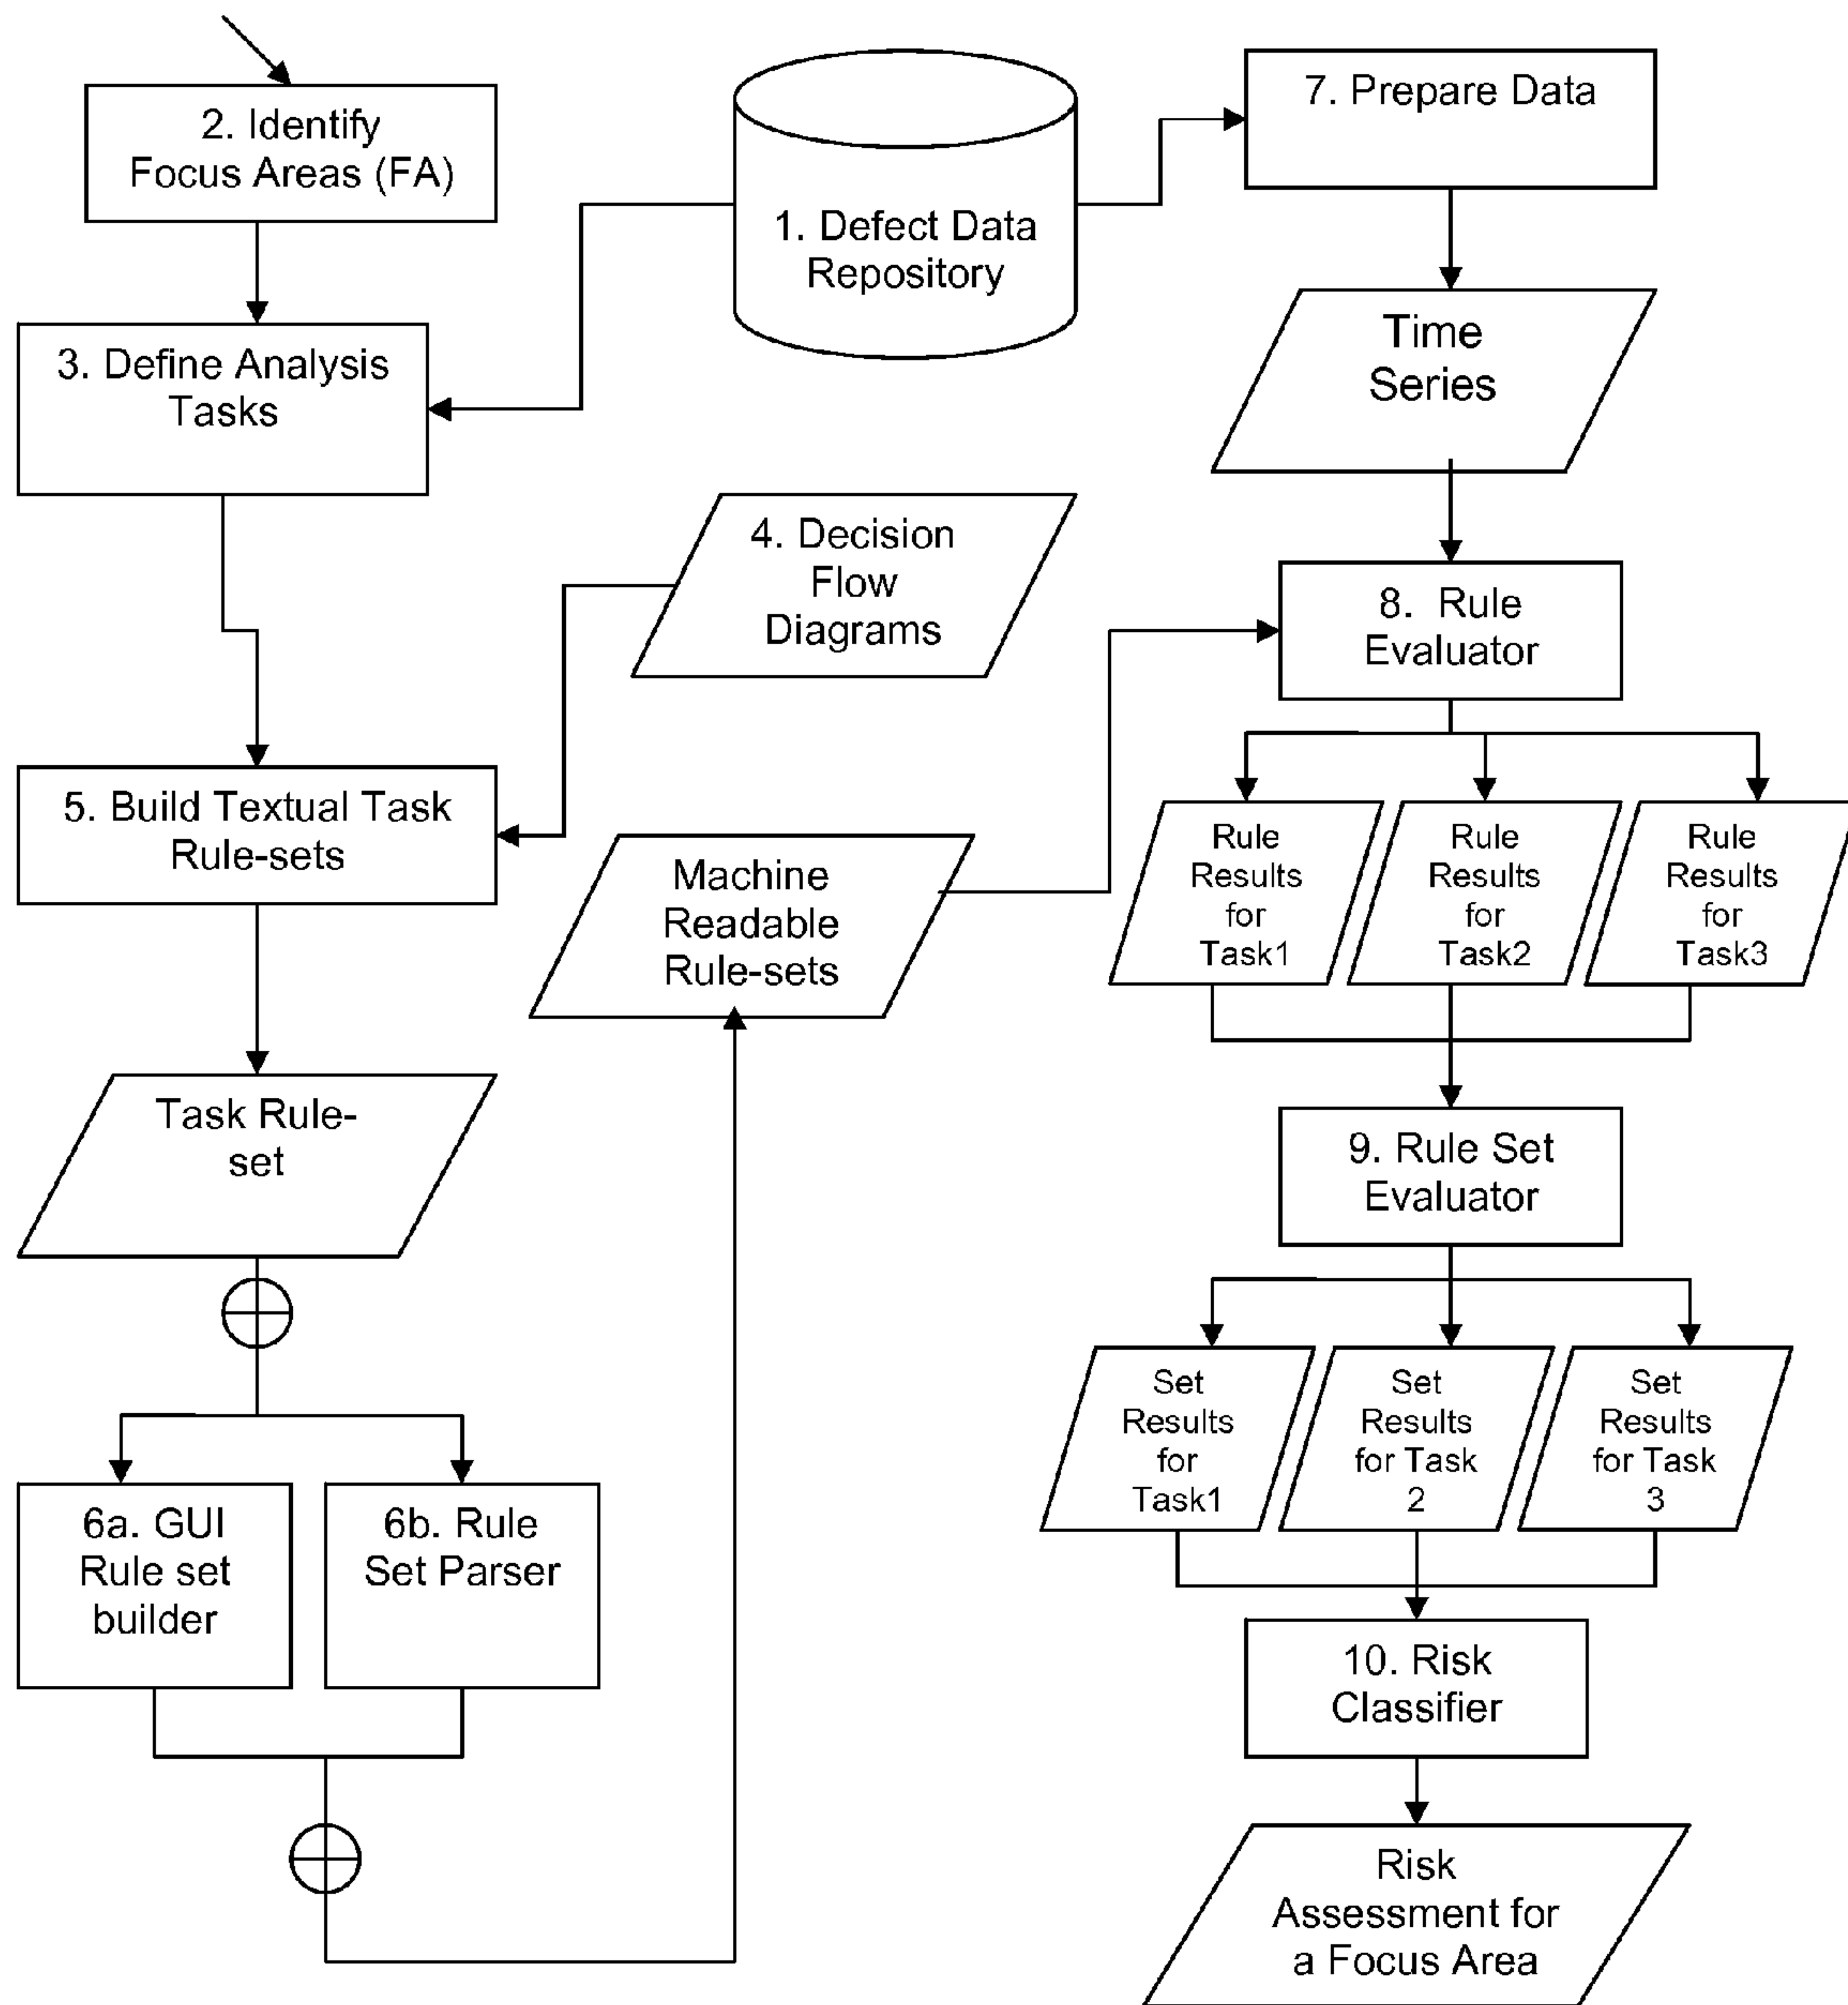 2. Identify
Focus Areas (FA)
1. Defect Data
Repository
7. Prepare Data
Time
Series
3. Define Analysis
Tasks
4. Decision
Flow
Diagrams
8. Rule
Evaluator
5. Build Textual Task
Rule-sets
Machine
Readable
Rule-sets
Rule
Results
for
Task1
Rule
Results
for
Task2
Rule
Results
for
Task3
Task Rule-
set
9. Rule Set
Evaluator
Set
Results
for
Task1
Set
Results
for Task
2
Set
Results
for Task
3
6a. GUI
Rule set
builder
6b. Rule
Set Parser
10. Risk
Classifier
Risk
Assessment for
a Focus Area